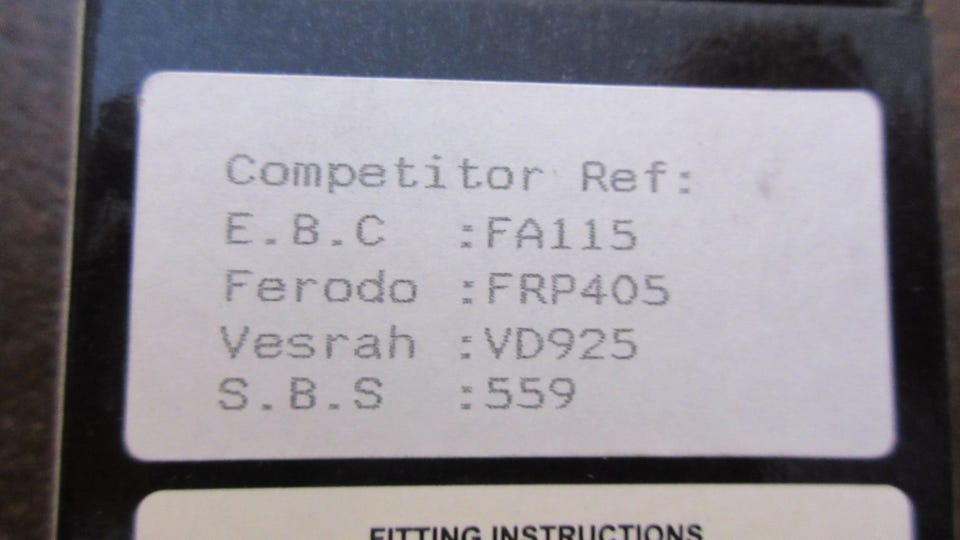 Competitor Ref:
E.B.C :FA115
Ferodo :FRP405
Vesrah :VD925
S.B.S :559
FITTING INSTRUCTIONS